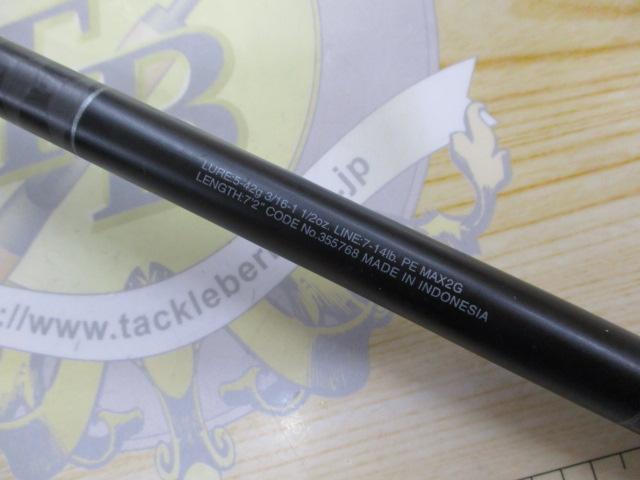 LURE:5-42g 3/16-1 1/2oz. LINE:7-14lb. PE MAX2G
LENGTH:7'2" CODE No.355768 MADE IN INDONESIA
://www.tackleber
.jp